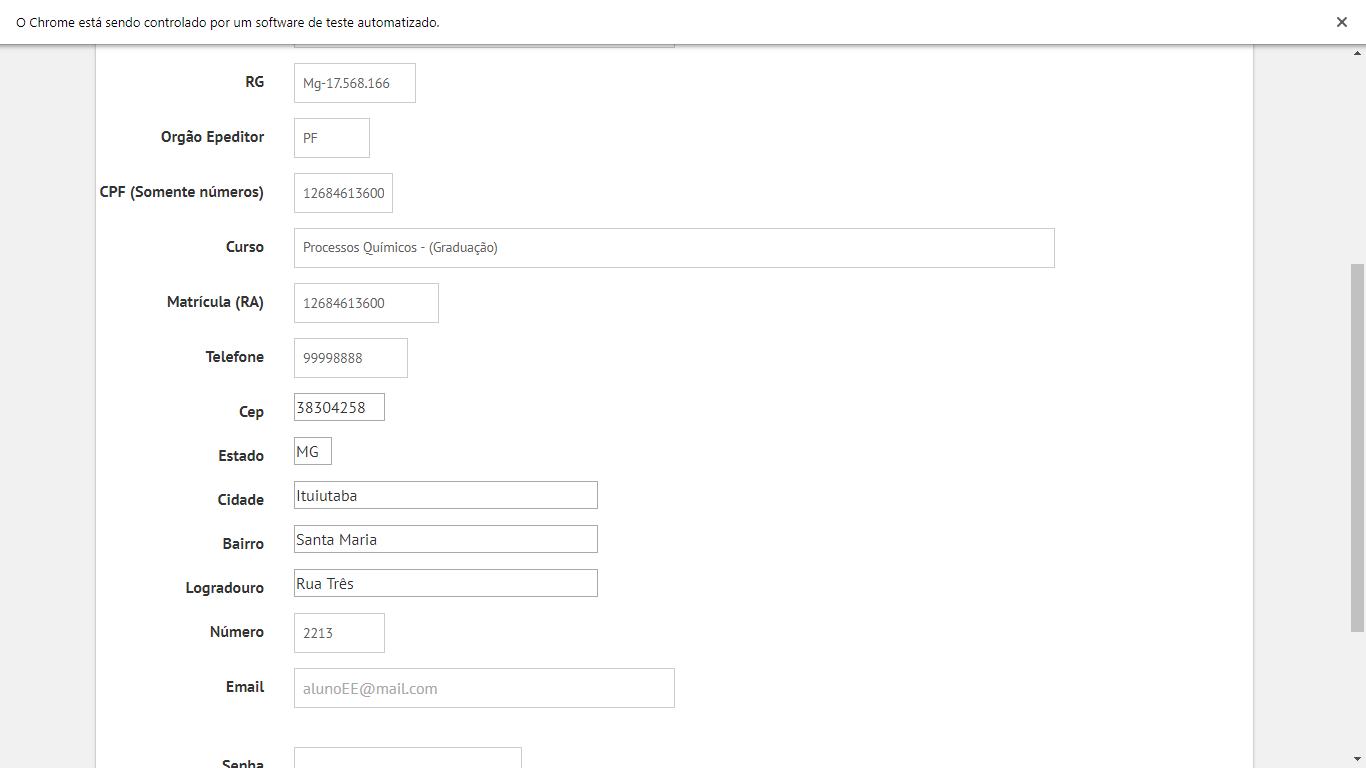 O Chrome está sendo controlado por um software de teste automatizado.
RG Mg-17.568.166
Orgão Epeditor PF
CPF (Somente números) 12684613600
Curso Processos Químicos - (Graduação)
Matrícula (RA) 12684613600
Telefone 99998888
Cep 38304258
Estado MG
Cidade Ituiutaba
Bairro Santa Maria
Logradouro Rua Três
Número 2213
Email alunoEE@mail.com
Senha